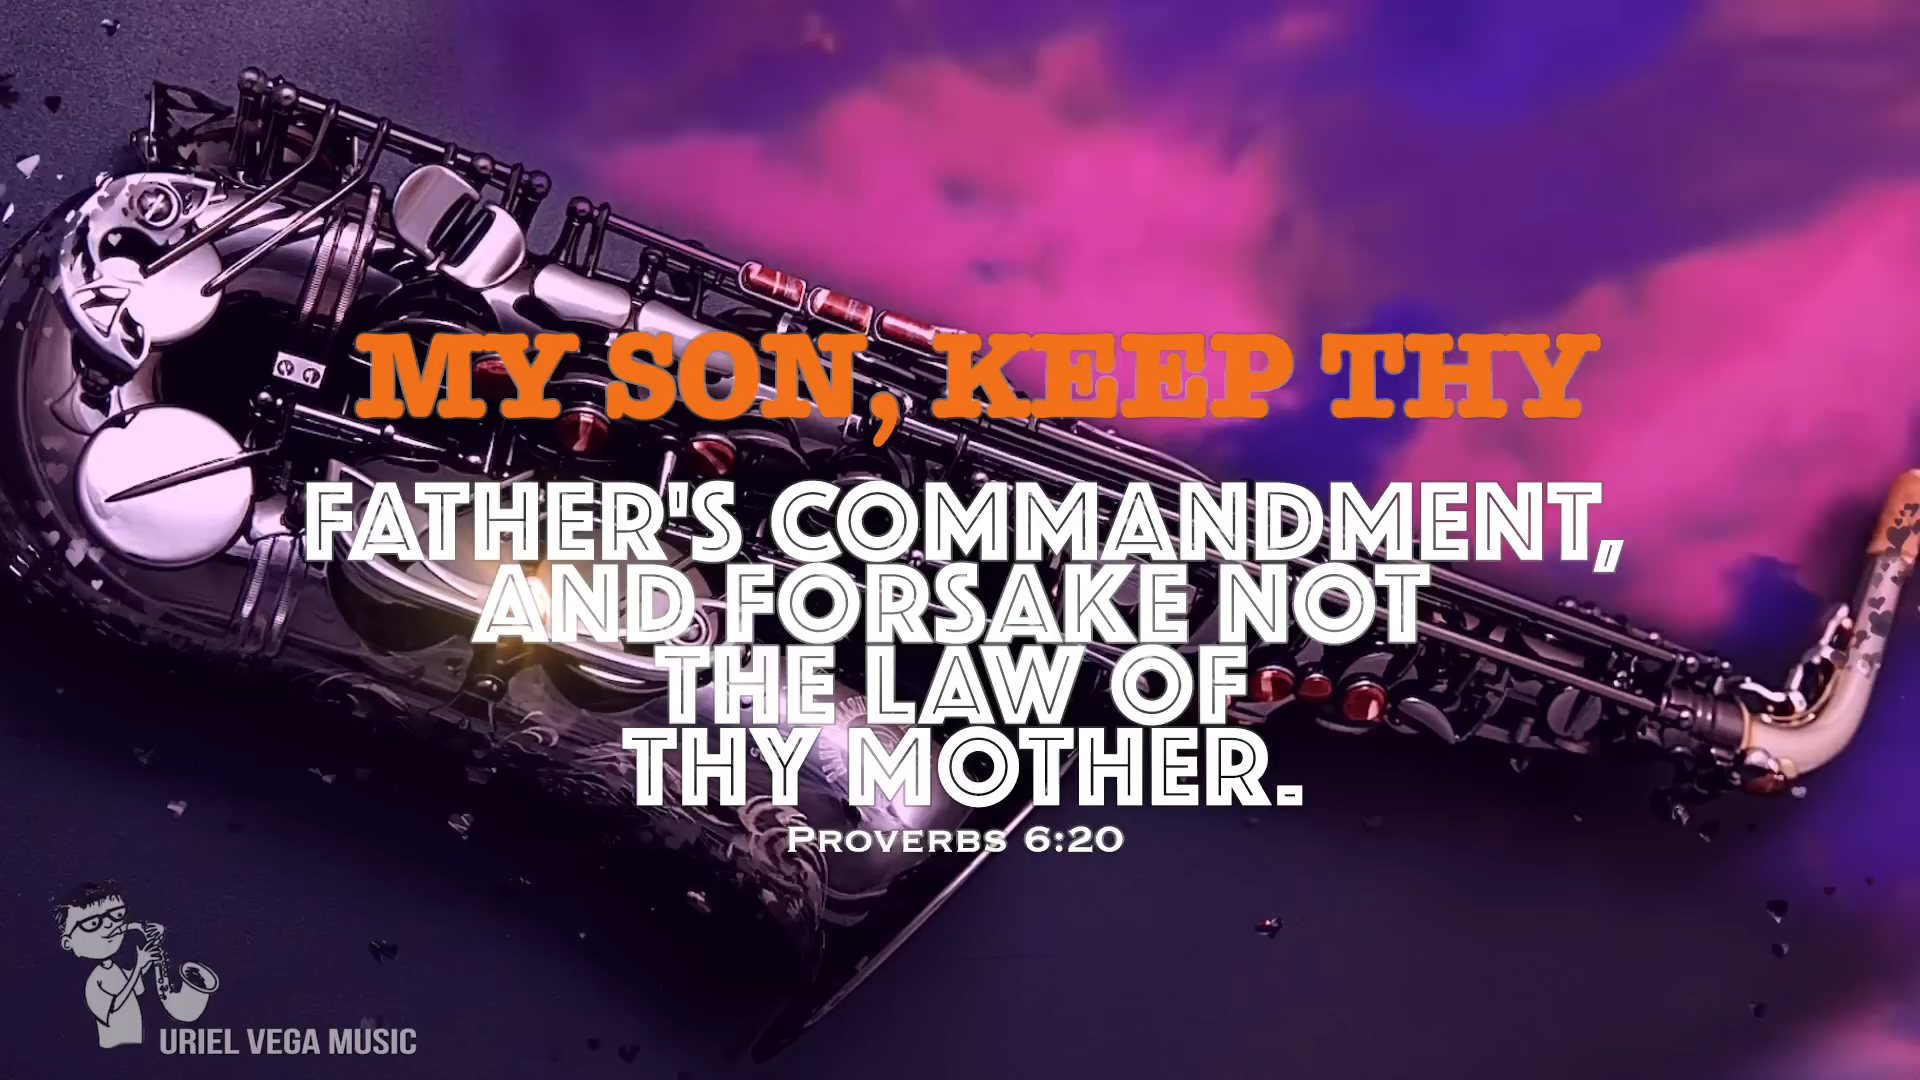 MY SON, KEEP THY
FATHER'S COMMANDMENT,
AND FORSAKE NOT
THE LAW OF
THY MOTHER.
PROVERBS 6:20
URIEL VEGA MUSIC